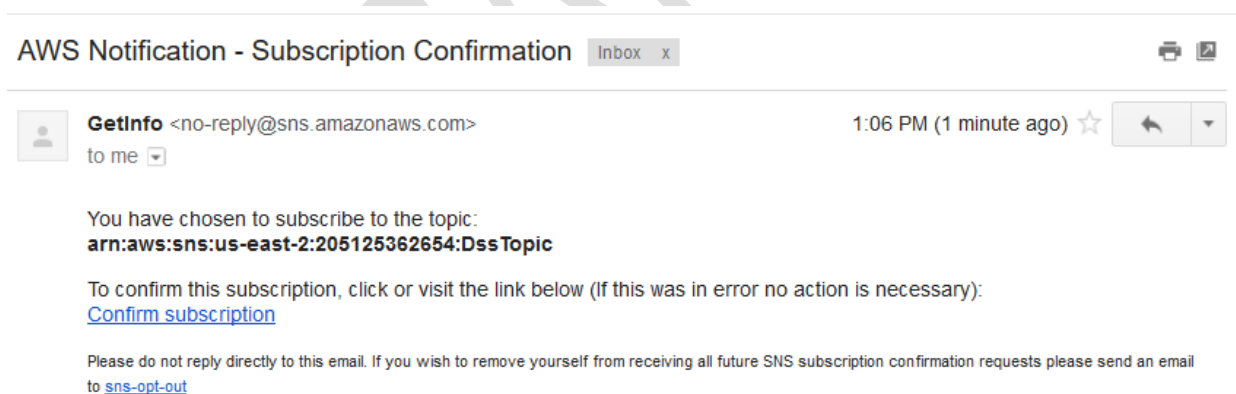 AWS Notification - Subscription Confirmation Inbox x
GetInfo <no-reply@sns.amazonaws.com> 1:06 PM (1 minute ago)
to me
You have chosen to subscribe to the topic:
arn:aws:sns:us-east-2:205125362654:DssTopic
To confirm this subscription, click or visit the link below (If this was in error no action is necessary):
Confirm subscription
Please do not reply directly to this email. If you wish to remove yourself from receiving all future SNS subscription confirmation requests please send an email
to sns-opt-out